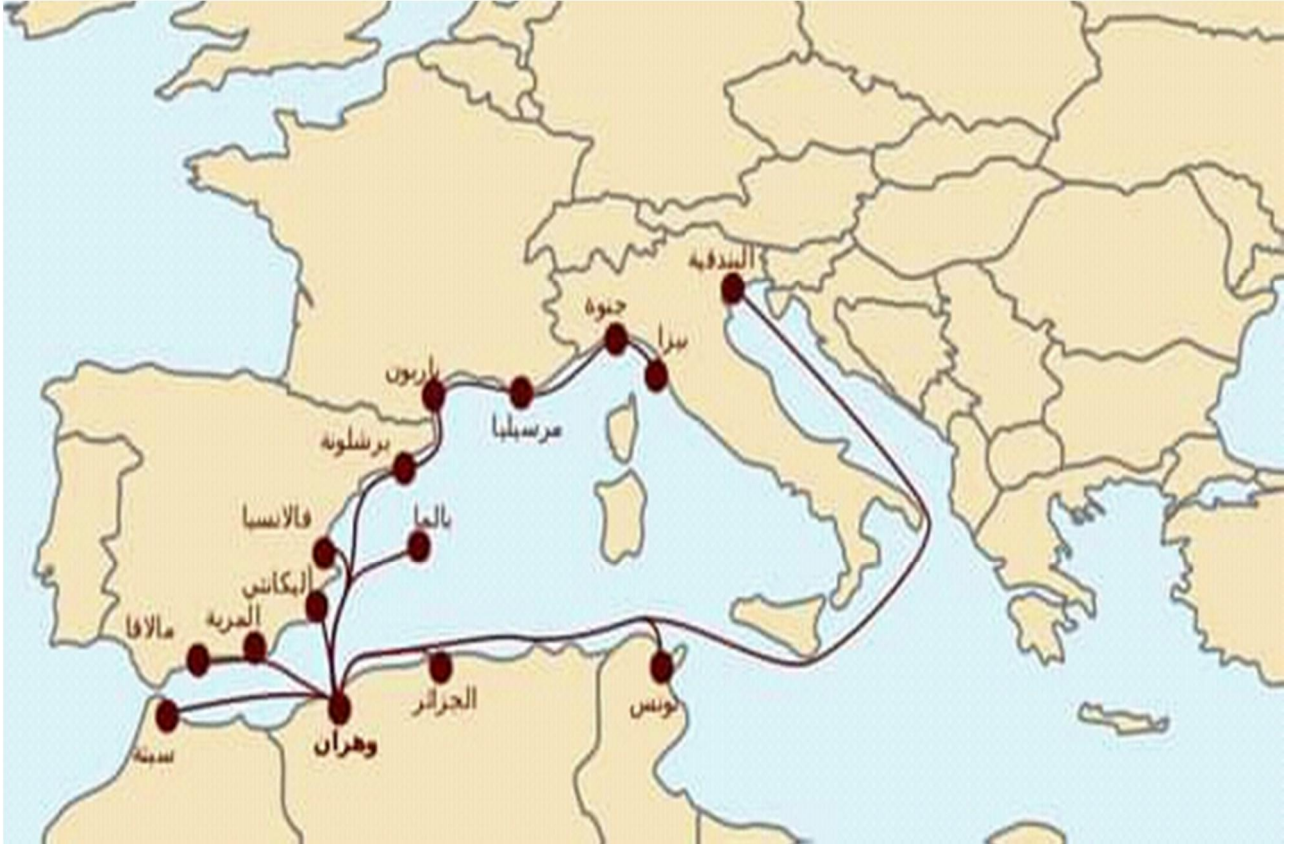 البندقية
جنوة
بيزا
ناربون
مرسيليا
برشلونة
فالانسيا
بالما
أليكانتي
المرية
مالاقا
الجزائر
تونس
وهران
سبتة